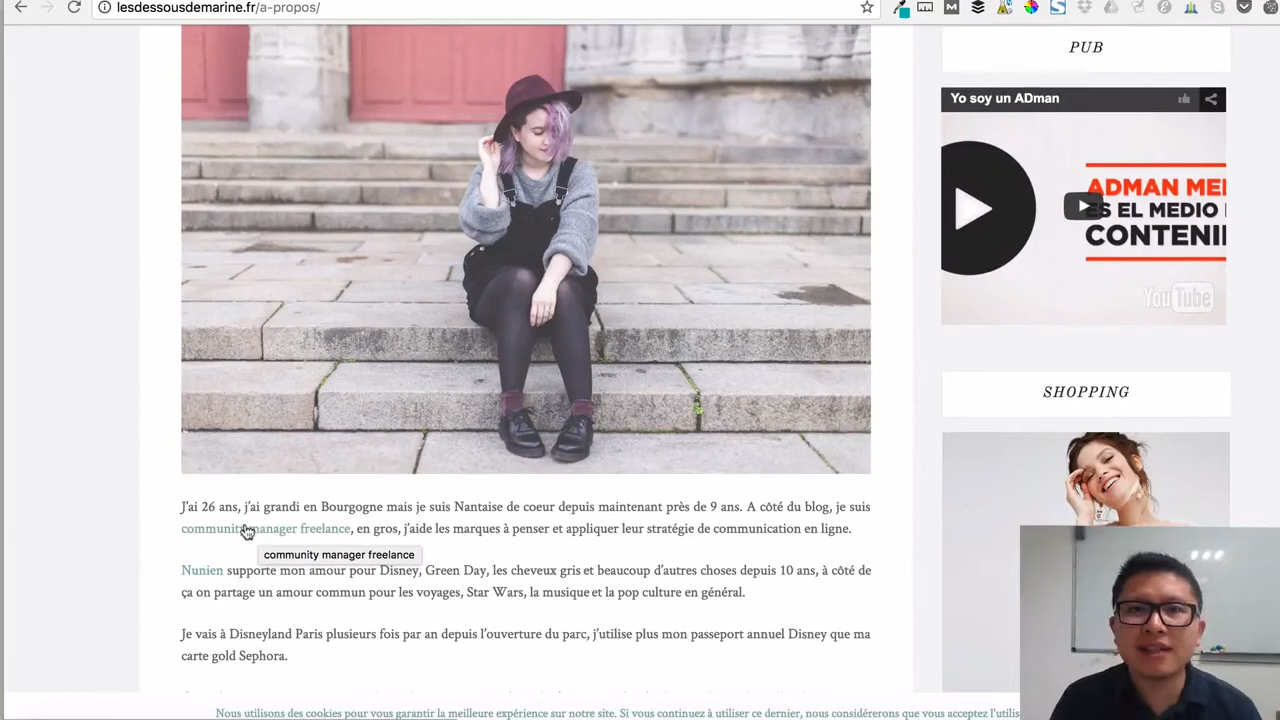 lesdessousdemarine.fr/a-propos/
PUB
Yo soy un ADman
ADMAN MEI
ES EL MEDIO
CONTENI
YouTube
SHOPPING
J'ai 26 ans, j'ai grandi en Bourgogne mais je suis Nantaise de coeur depuis maintenant près de 9 ans. A côté du blog, je suis
community manager freelance, en gros, j'aide les marques à penser et appliquer leur stratégie de communication en ligne.
community manager freelance
Nunien supporte mon amour pour Disney, Green Day, les cheveux gris et beaucoup d'autres choses depuis 10 ans, à côté de
ça on partage un amour commun pour les voyages, Star Wars, la musique et la pop culture en général.
Je vais à Disneyland Paris plusieurs fois par an depuis l'ouverture du parc, j'utilise plus mon passeport annuel Disney que ma
carte gold Sephora.
Nous utilisons des cookies pour vous garantir la meilleure expérience sur notre site. Si vous continuez à utiliser ce dernier, nous considérerons que vous acceptez l'utilis